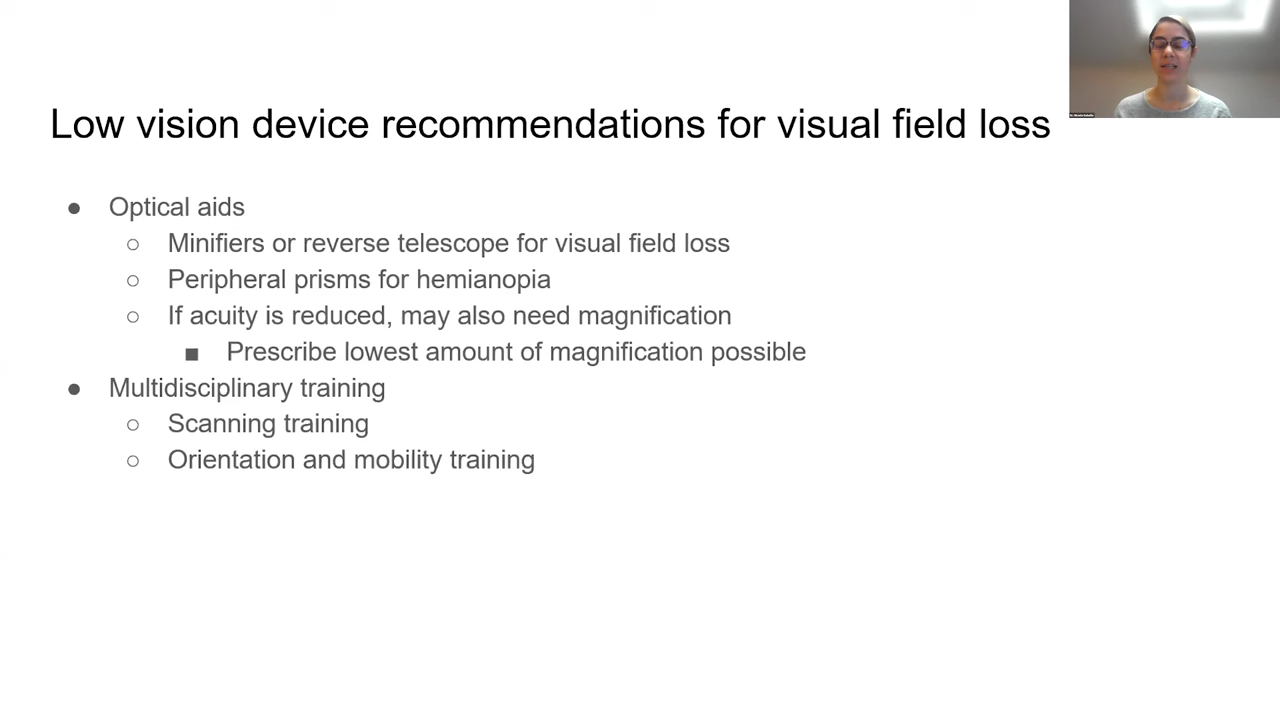 Low vision device recommendations for visual field loss
● Optical aids
○ Minifiers or reverse telescope for visual field loss
○ Peripheral prisms for hemianopia
○ If acuity is reduced, may also need magnification
■ Prescribe lowest amount of magnification possible
● Multidisciplinary training
○ Scanning training
○ Orientation and mobility training